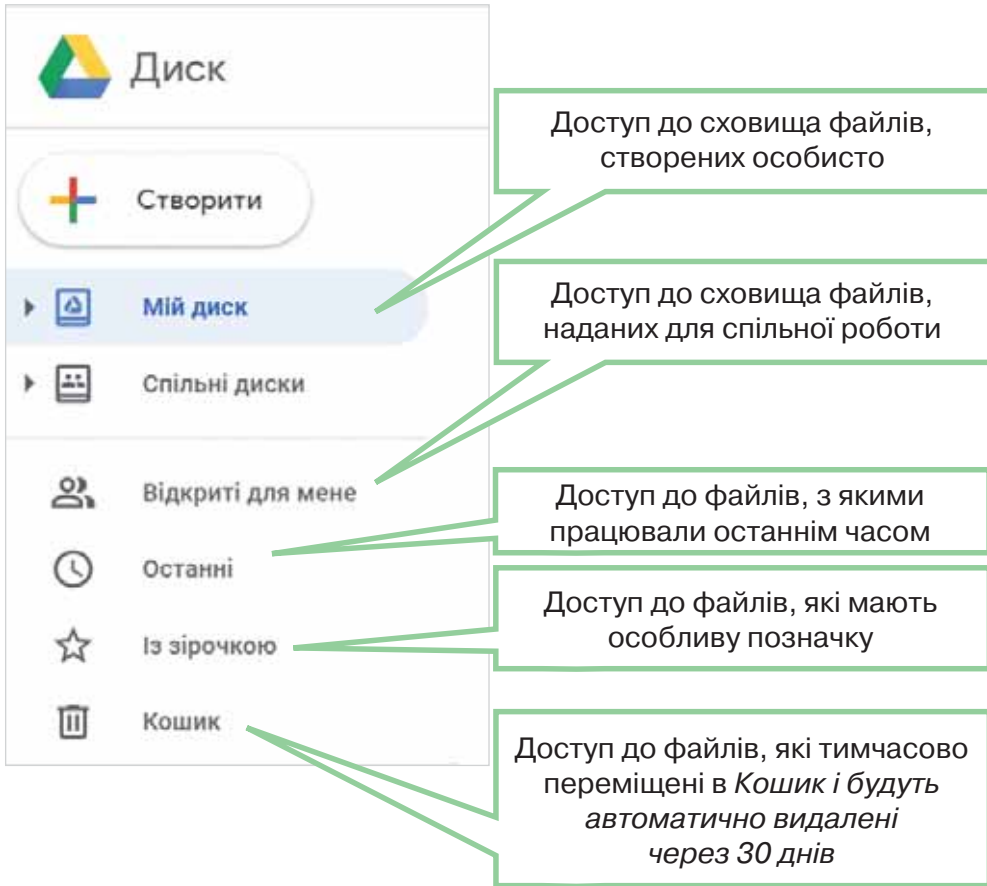 Диск
Створити
Мій диск
Спільні диски
Відкриті для мене
Останні
Із зірочкою
Кошик
Доступ до сховища файлів,
створених особисто
Доступ до сховища файлів,
наданих для спільної роботи
Доступ до файлів, з якими
працювали останнім часом
Доступ до файлів, які мають
особливу позначку
Доступ до файлів, які тимчасово
переміщені в Кошик і будуть
автоматично видалені
через 30 днів